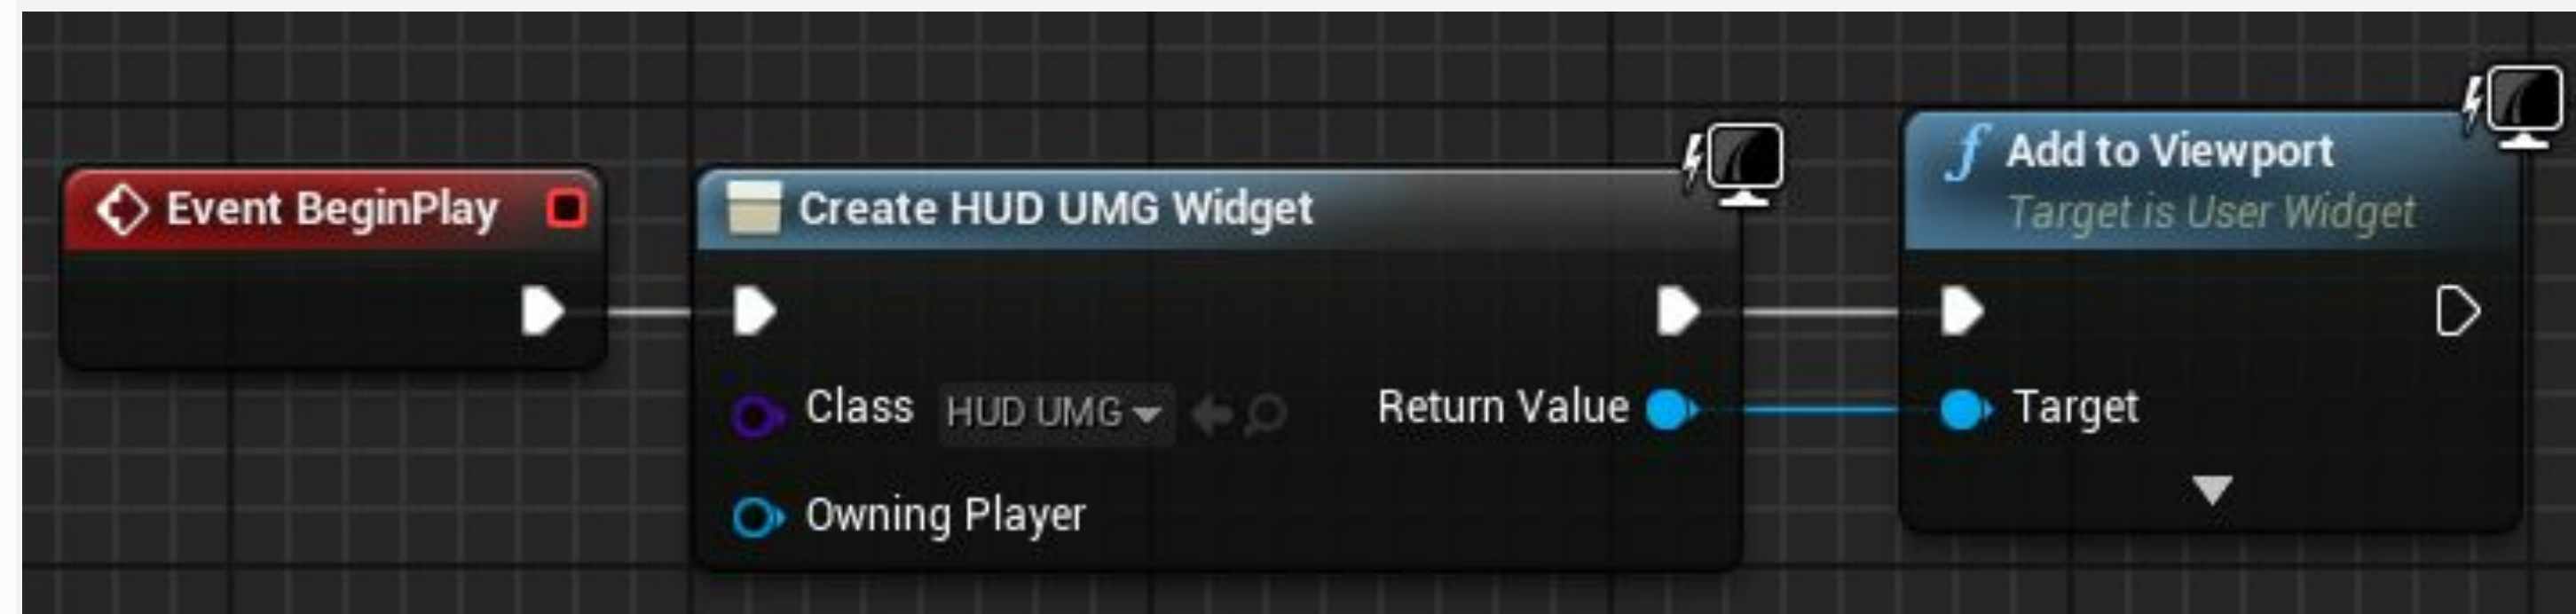 Event BeginPlay
Create HUD UMG Widget
Class HUD UMG
Return Value
Owning Player
Add to Viewport
Target is User Widget
Target